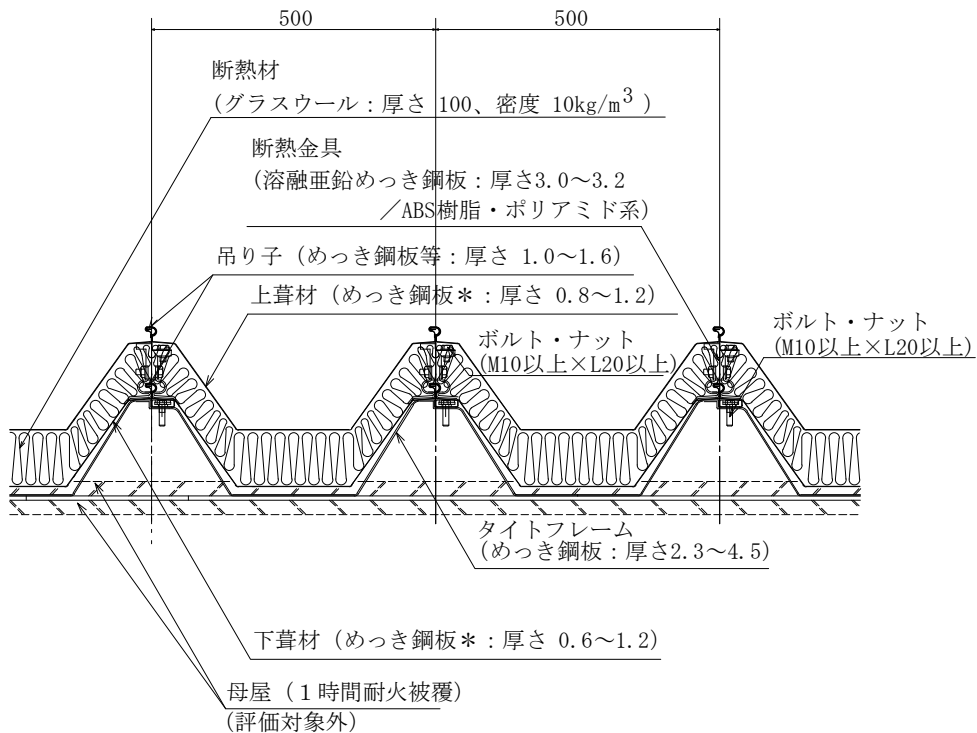 500
500
断熱材
(グラスウール：厚さ 100、密度 10kg/m³ )
断熱金具
(溶融亜鉛めっき鋼板：厚さ3.0～3.2
／ABS樹脂・ポリアミド系)
吊り子（めっき鋼板等：厚さ 1.0～1.6)
上葺材（めっき鋼板＊：厚さ 0.8～1.2)
ボルト・ナット
(M10以上×L20以上)
ボルト・ナット
(M10以上×L20以上)
タイトフレーム
(めっき鋼板：厚さ2.3～4.5)
下葺材（めっき鋼板＊：厚さ 0.6～1.2)
母屋（１時間耐火被覆)
(評価対象外)